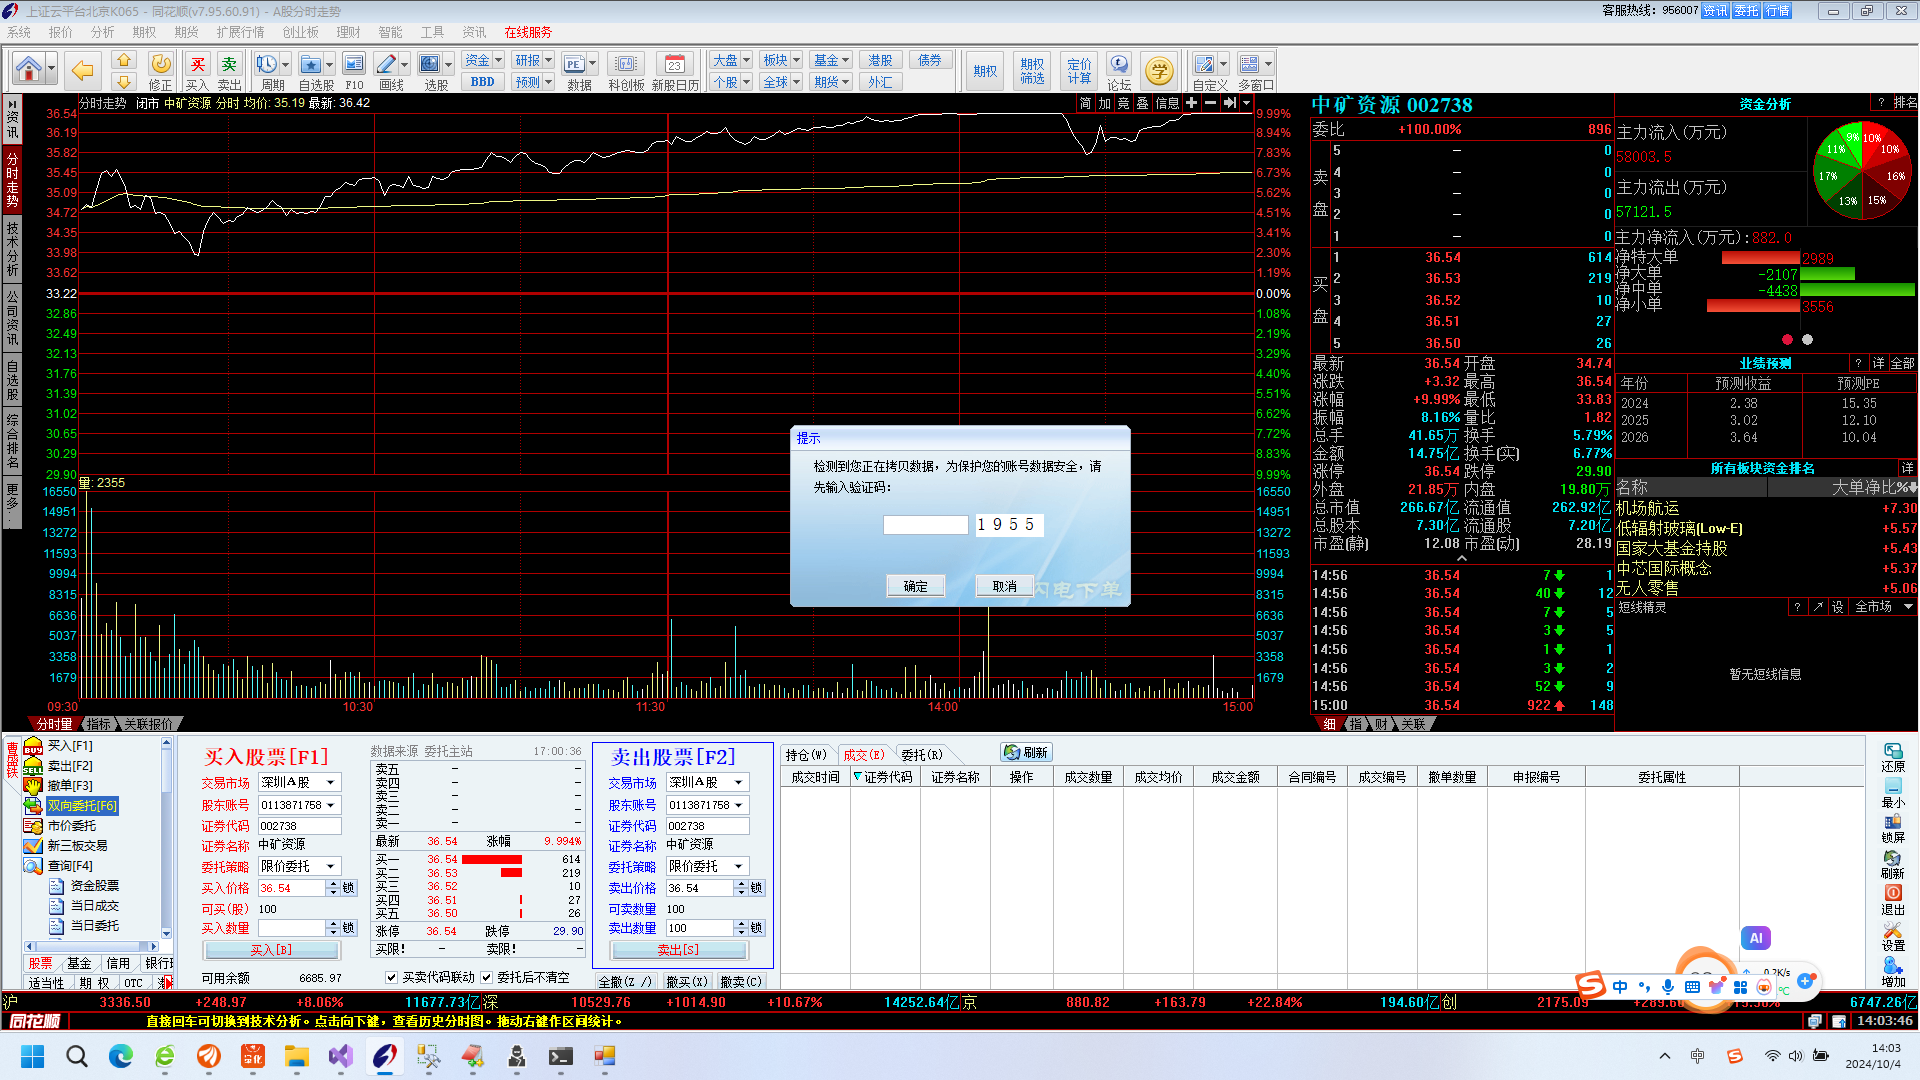 上证云平台北京K065 - 同花顺(v7.95.60.91) - A股分时走势
客服热线：956007 资讯 委托 行情
系统 报价 分析 期权 期货 扩展行情 创业板 理财 智能 工具 资讯 在线服务
修正 买 买入 卖 卖出 周期 自选股 F10 画线 选股
资金 BBD 研报 预测 PE 数据 科创板 23 新股日历
大盘 板块 基金 港股 债券
个股 全球 期货 外汇
期权 期权筛选 定价计算 论坛 学 自定义 多窗口
资讯
分时走势
技术分析
公司资讯
自选股
综合排名
更多
分时走势 闭市 中矿资源 分时 均价: 35.19 最新: 36.42
简 加 竞 叠 信息
36.54 9.99%
36.19 8.94%
35.82 7.83%
35.45 6.73%
35.09 5.62%
34.72 4.51%
34.35 3.41%
33.98 2.30%
33.62 1.19%
33.22 0.00%
32.86 1.08%
32.49 2.19%
32.13 3.29%
31.76 4.40%
31.39 5.51%
31.02 6.62%
30.65 7.72%
30.29 8.83%
29.90 9.99%
量: 2355
16550 16550
14951 14951
13272 13272
11593 11593
9994 9994
8315 8315
6636 6636
5037 5037
3358 3358
1679 1679
09:30 10:30 11:30 14:00 15:00
分时量 指标 关联报价
提示
检测到您正在拷贝数据，为保护您的账号数据安全，请
先输入验证码：
1955
确定 取消
闪电下单
中矿资源 002738
委比 +100.00% 896
卖盘
5 — 0
4 — 0
3 — 0
2 — 0
1 — 0
买盘
1 36.54 614
2 36.53 219
3 36.52 10
4 36.51 27
5 36.50 26
最新 36.54 开盘 34.74
涨跌 +3.32 最高 36.54
涨幅 +9.99% 最低 33.83
振幅 8.16% 量比 1.82
总手 41.65万 换手 5.79%
金额 14.75亿 换手(实) 6.77%
涨停 36.54 跌停 29.90
外盘 21.85万 内盘 19.80万
总市值 266.67亿 流通值 262.92亿
总股本 7.30亿 流通股 7.20亿
市盈(静) 12.08 市盈(动) 28.19
14:56 36.54 7 1
14:56 36.54 40 12
14:56 36.54 7 5
14:56 36.54 3 5
14:56 36.54 1 1
14:56 36.54 3 2
14:56 36.54 52 9
15:00 36.54 922 148
细 指 财 关联
资金分析 ? 排名
主力流入(万元)
58003.5
主力流出(万元)
57121.5
9% 10% 10% 16% 15% 13% 17% 11%
主力净流入(万元): 882.0
净特大单 2989
净大单 -2107
净中单 -4438
净小单 3556
业绩预测 ? 详 全部
年份 预测收益 预测PE
2024 2.38 15.35
2025 3.02 12.10
2026 3.64 10.04
所有板块资金排名 详
名称 大单净比%
机场航运 +7.30
低辐射玻璃(Low-E) +5.57
国家大基金持股 +5.43
中芯国际概念 +5.37
无人零售 +5.06
短线精灵 ? 设 全市场
暂无短线信息
买入[F1]
卖出[F2]
撤单[F3]
双向委托[F6]
市价委托
新三板交易
查询[F4]
资金股票
当日成交
当日委托
股票 基金 信用
适当性 期 权 OTC
买入股票[F1]
交易市场 深圳A股
股东账号 0113871758
证券代码 002738
证券名称 中矿资源
委托策略 限价委托
买入价格 36.54 锁
可买(股) 100
买入数量 锁
买入[B]
可用余额 6685.97
数据来源 委托主站 17:00:36
卖五 — —
卖四 — —
卖三 — —
卖二 — —
卖一 — —
最新 36.54 涨幅 9.994%
买一 36.54 614
买二 36.53 219
买三 36.52 10
买四 36.51 27
买五 36.50 26
涨停 36.54 跌停 29.90
买限! — 卖限! —
买卖代码联动 委托后不清空
卖出股票[F2]
交易市场 深圳A股
股东账号 0113871758
证券代码 002738
证券名称 中矿资源
委托策略 限价委托
卖出价格 36.54 锁
可卖数量 100
卖出数量 100 锁
卖出[S]
全撤(Z /) 撤买(X) 撤卖(C)
持仓(W) 成交(E) 委托(R) 刷新
成交时间 证券代码 证券名称 操作 成交数量 成交均价 成交金额 合同编号 成交编号 撤单数量 申报编号 委托属性
还原
最小
锁屏
刷新
退出
设置
增加
AI
中
沪 3336.50 +248.97 +8.06% 11677.73亿 深 10529.76 +1014.90 +10.67% 14252.64亿 京 880.82 +163.79 +22.84% 194.60亿 创 6747.26亿
同花顺 直接回车可切换到技术分析。点击向下键，查看历史分时图。拖动右键作区间统计。 14:03:46
中 14:03
2024/10/4